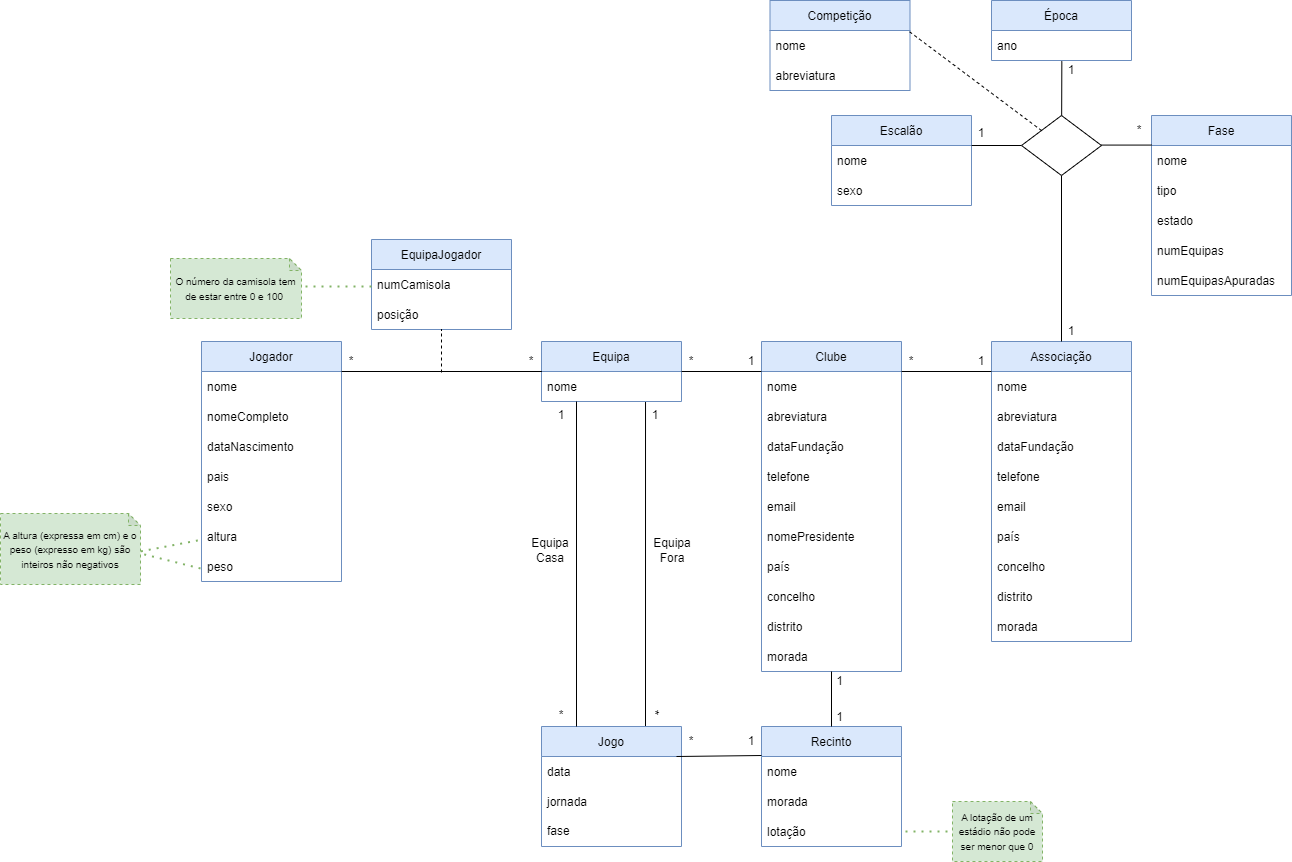 Competição
nome
abreviatura
Época
ano
1
Escalão
nome
sexo
1
*
Fase
nome
tipo
estado
numEquipas
numEquipasApuradas
1
EquipaJogador
numCamisola
posição
O número da camisola tem
de estar entre 0 e 100
Jogador
nome
nomeCompleto
dataNascimento
pais
sexo
altura
peso
*
*
A altura (expressa em cm) e o
peso (expresso em kg) são
inteiros não negativos
Equipa
nome
*
1
1
1
Equipa
Casa
Equipa
Fora
*
*
Clube
nome
abreviatura
dataFundação
telefone
email
nomePresidente
país
concelho
distrito
morada
*
1
Associação
nome
abreviatura
dataFundação
telefone
email
país
concelho
distrito
morada
1
1
Jogo
data
jornada
fase
*
1
Recinto
nome
morada
lotação
A lotação de um
estádio não pode
ser menor que 0